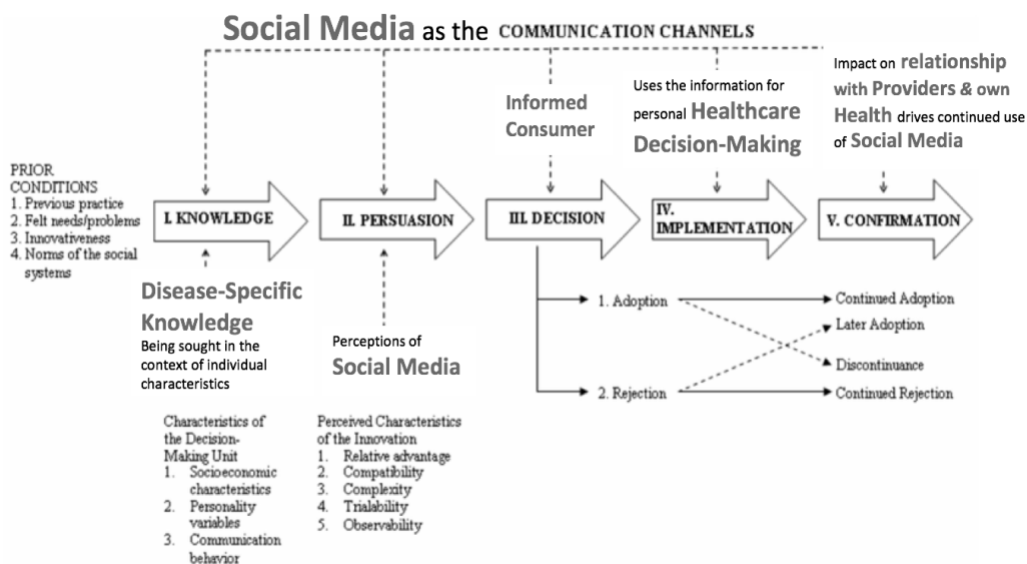 Social Media as the COMMUNICATION CHANNELS
Informed
Consumer
Uses the information for
personal Healthcare
Decision-Making
Impact on relationship
with Providers & own
Health drives continued use
of Social Media
PRIOR
CONDITIONS
1. Previous practice
2. Felt needs/problems
3. Innovativeness
4. Norms of the social
systems
I. KNOWLEDGE
II. PERSUASION
III. DECISION
IV.
IMPLEMENTATION
V. CONFIRMATION
Disease-Specific
Knowledge
Being sought in the
context of individual
characteristics
Perceptions of
Social Media
1. Adoption
2. Rejection
Continued Adoption
Later Adoption
Discontinuance
Continued Rejection
Characteristics of
the Decision-
Making Unit
1. Socioeconomic
characteristics
2. Personality
variables
3. Communication
behavior
Perceived Characteristics
of the Innovation
1. Relative advantage
2. Compatibility
3. Complexity
4. Trialability
5. Observability